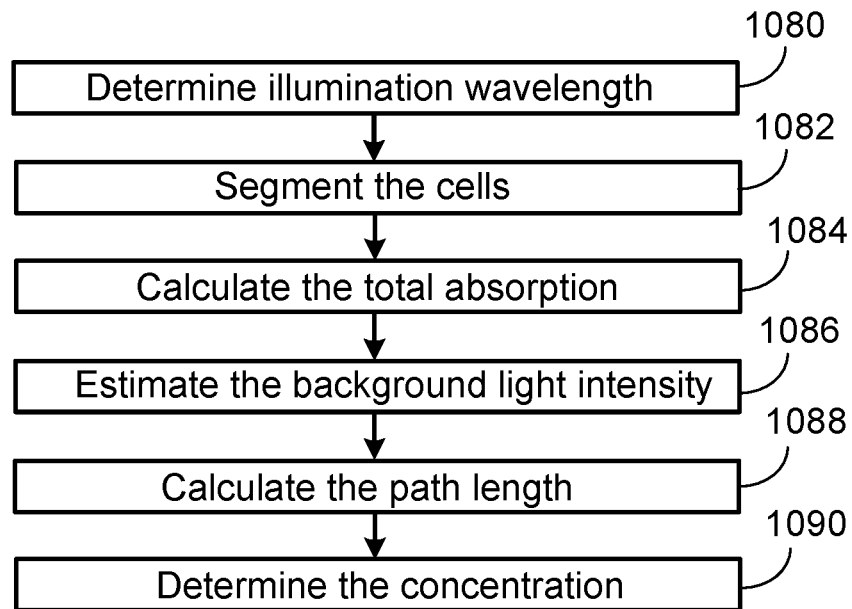 1080
Determine illumination wavelength
1082
Segment the cells
1084
Calculate the total absorption
1086
Estimate the background light intensity
1088
Calculate the path length
1090
Determine the concentration